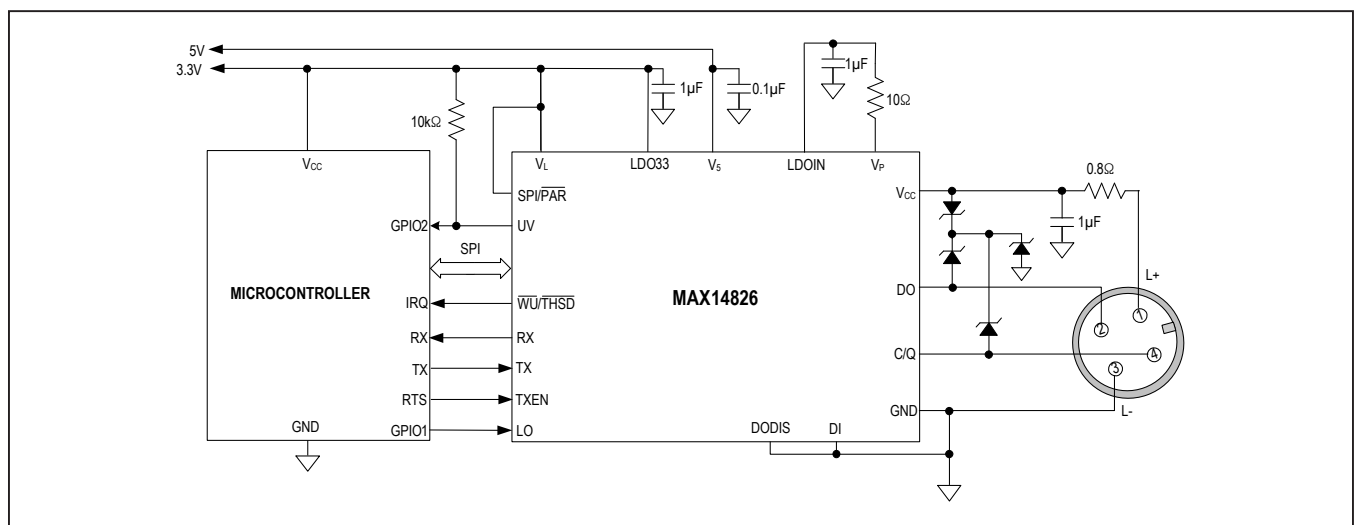 5V
3.3V
1µF
0.1µF
1µF
10Ω
10kΩ
VCC
VL
LDO33
V5
LDOIN
VP
SPI/PAR
VCC
0.8Ω
1µF
GPIO2
UV
SPI
L+
MICROCONTROLLER
MAX14826
IRQ
WU/THSD
DO
1
2
RX
RX
TX
TX
C/Q
4
3
RTS
TXEN
GND
L-
GND
GPIO1
LO
DODIS
DI